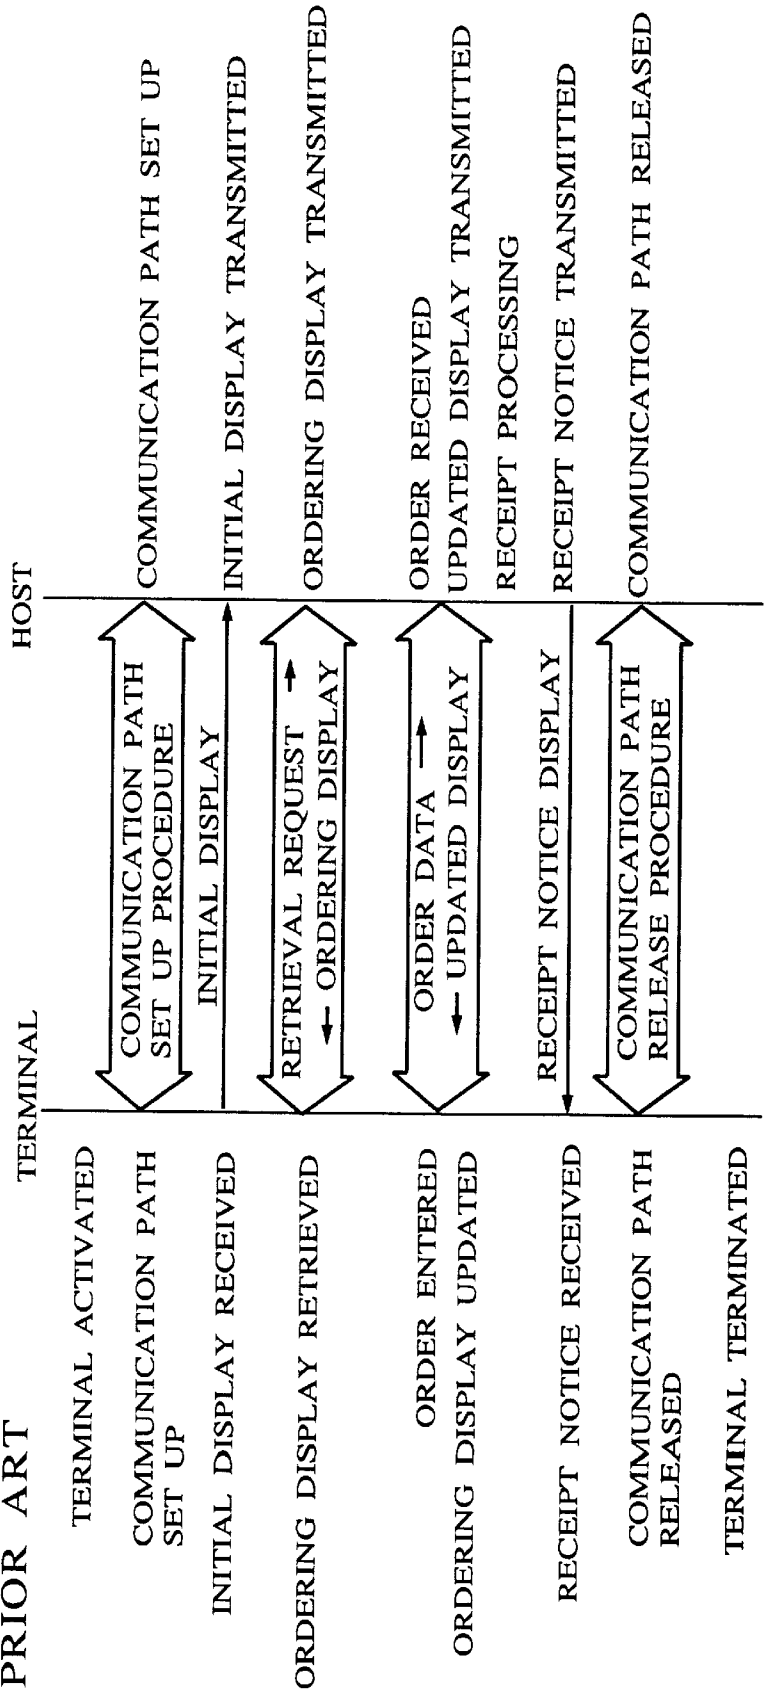 PRIOR ART
TERMINAL
HOST
TERMINAL ACTIVATED
COMMUNICATION PATH
SET UP
COMMUNICATION PATH
SET UP PROCEDURE
COMMUNICATION PATH SET UP
INITIAL DISPLAY RECEIVED
INITIAL DISPLAY
INITIAL DISPLAY TRANSMITTED
ORDERING DISPLAY RETRIEVED
RETRIEVAL REQUEST →
← ORDERING DISPLAY
ORDERING DISPLAY TRANSMITTED
ORDER ENTERED
ORDERING DISPLAY UPDATED
ORDER DATA →
← UPDATED DISPLAY
ORDER RECEIVED
UPDATED DISPLAY TRANSMITTED
RECEIPT PROCESSING
RECEIPT NOTICE RECEIVED
RECEIPT NOTICE DISPLAY
RECEIPT NOTICE TRANSMITTED
COMMUNICATION PATH
RELEASED
COMMUNICATION PATH
RELEASE PROCEDURE
COMMUNICATION PATH RELEASED
TERMINAL TERMINATED